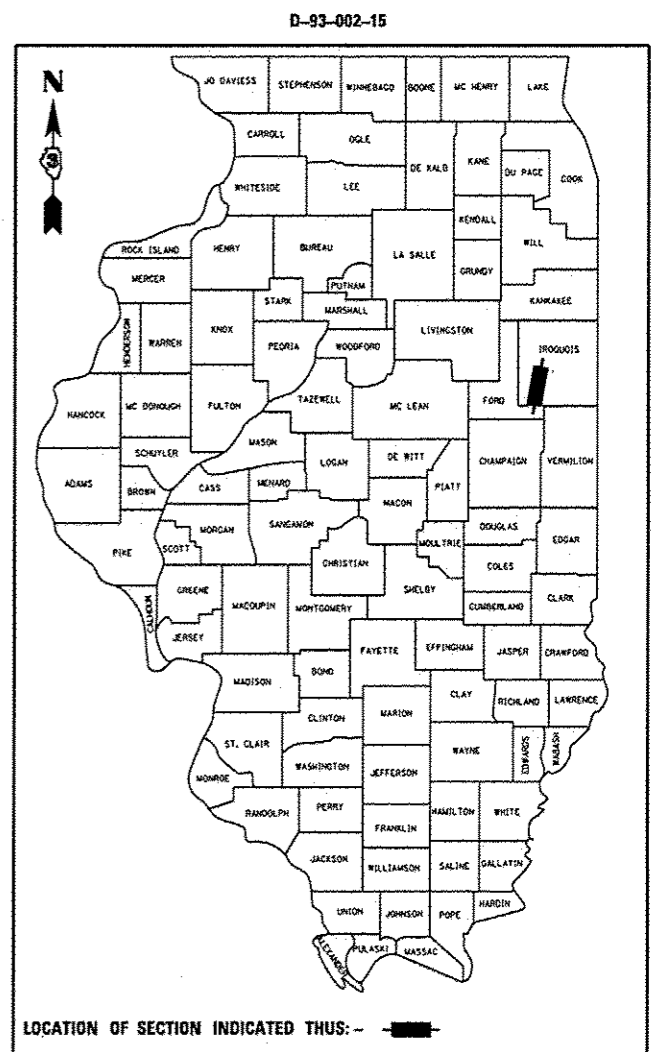 D-93-002-15
N
3
JO DAVIESS STEPHENSON WINNEBAGO BOONE MC HENRY LAKE
CARROLL OGLE DE KALB KANE DU PAGE COOK
WHITESIDE LEE KENDALL WILL
ROCK ISLAND HENRY BUREAU LA SALLE GRUNDY
MERCER PUTNAM KANKAKEE
STARK MARSHALL
HENDERSON WARREN KNOX PEORIA WOODFORD LIVINGSTON IROQUOIS
HANCOCK MC DONOUGH FULTON TAZEWELL MC LEAN FORD
MASON
SCHUYLER LOGAN DE WITT CHAMPAIGN VERMILION
ADAMS BROWN CASS MENARD MACON PIATT
MORGAN SANGAMON DOUGLAS EDGAR
PIKE SCOTT CHRISTIAN MOULTRIE COLES
CALHOUN GREENE MACOUPIN MONTGOMERY SHELBY CUMBERLAND CLARK
JERSEY
FAYETTE EFFINGHAM JASPER CRAWFORD
MADISON BOND CLAY RICHLAND LAWRENCE
CLINTON MARION
ST. CLAIR WASHINGTON JEFFERSON WAYNE EDWARDS WABASH
MONROE
RANDOLPH PERRY HAMILTON WHITE
FRANKLIN
JACKSON WILLIAMSON SALINE GALLATIN
UNION JOHNSON POPE HARDIN
ALEXANDER PULASKI MASSAC
LOCATION OF SECTION INDICATED THUS: -